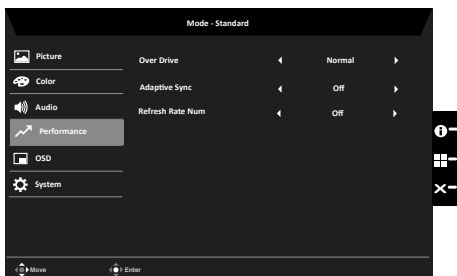 Mode - Standard
Picture
Over Drive Normal
Color
Adaptive Sync Off
Audio
Refresh Rate Num Off
Performance
OSD
System
Move Enter